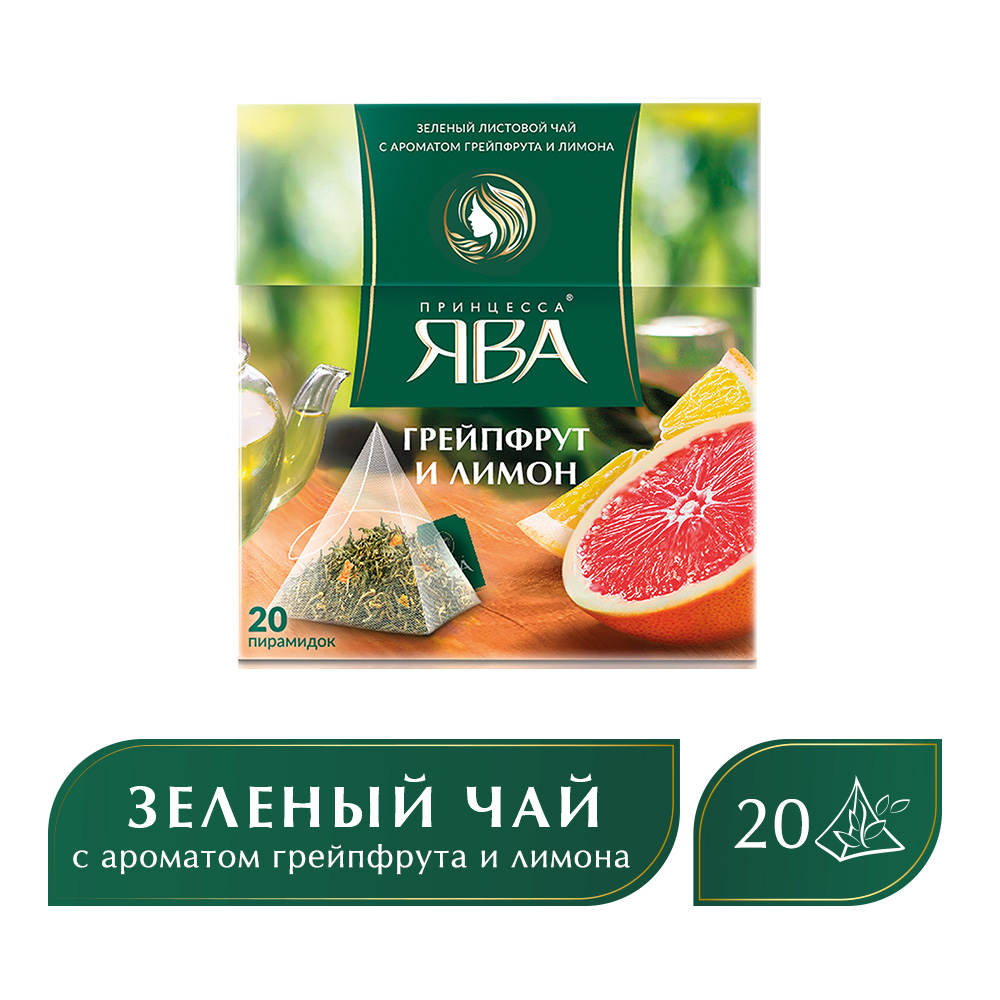 ЗЕЛЕНЫЙ ЛИСТОВОЙ ЧАЙ
С АРОМАТОМ ГРЕЙПФРУТА И ЛИМОНА
ПРИНЦЕССА®
ЯВА
ГРЕЙПФРУТ
И ЛИМОН
20
пирамидок
ЗЕЛЕНЫЙ ЧАЙ
с ароматом грейпфрута и лимона
20